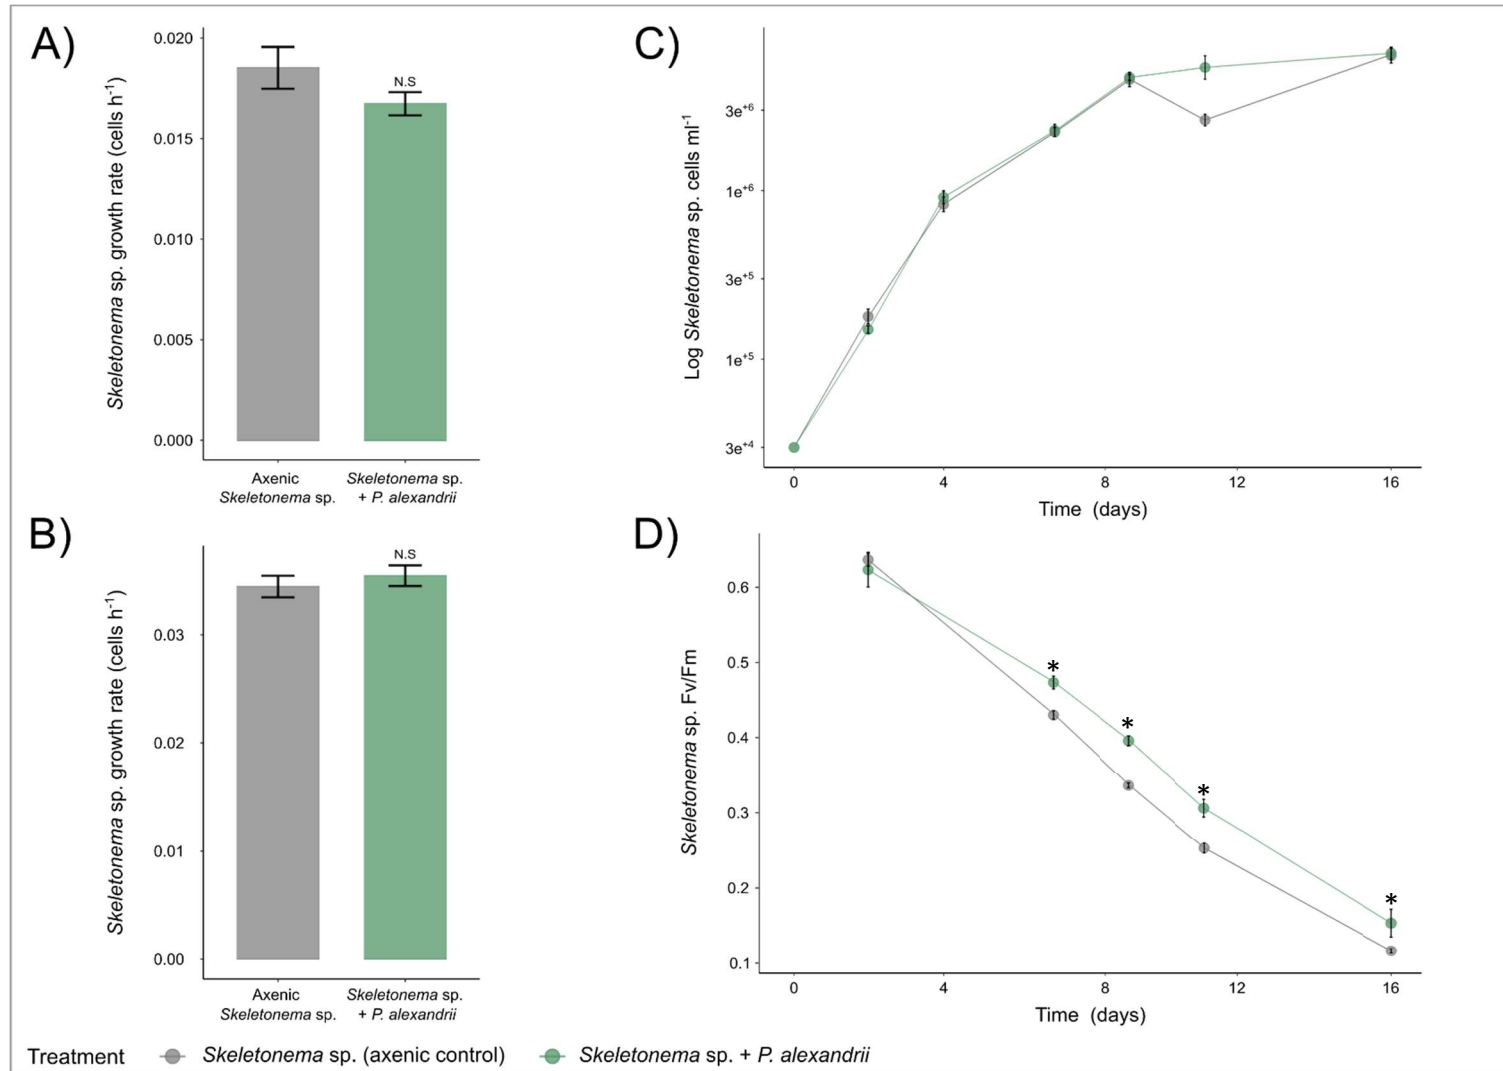 A)
Skeletonema sp. growth rate (cells h-1)
0.020
0.015
0.010
0.005
0.000
N.S
Axenic
Skeletonema sp.
Skeletonema sp.
+ P. alexandrii
B)
Skeletonema sp. growth rate (cells h-1)
0.03
0.02
0.01
0.00
N.S
Axenic
Skeletonema sp.
Skeletonema sp.
+ P. alexandrii
C)
Log Skeletonema sp. cells ml-1
3e+6
1e+6
3e+5
1e+5
3e+4
0 4 8 12 16
Time (days)
D)
Skeletonema sp. Fv/Fm
0.6
0.5
0.4
0.3
0.2
0.1
* * * *
0 4 8 12 16
Time (days)
Treatment Skeletonema sp. (axenic control) Skeletonema sp. + P. alexandrii